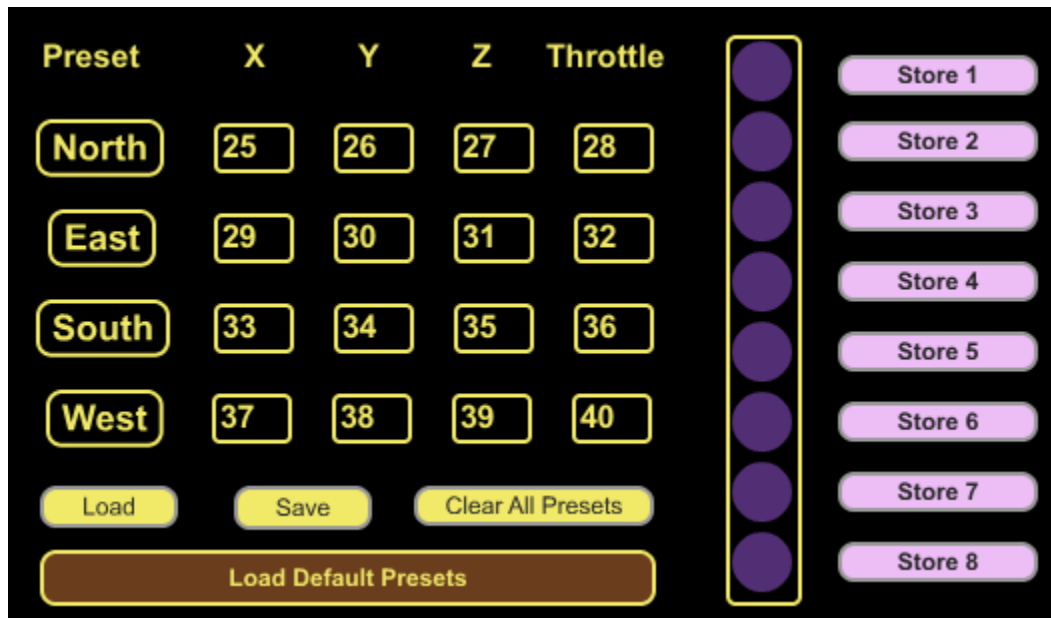 Preset X Y Z Throttle
North 25 26 27 28
East 29 30 31 32
South 33 34 35 36
West 37 38 39 40
Load Save Clear All Presets
Load Default Presets
Store 1
Store 2
Store 3
Store 4
Store 5
Store 6
Store 7
Store 8